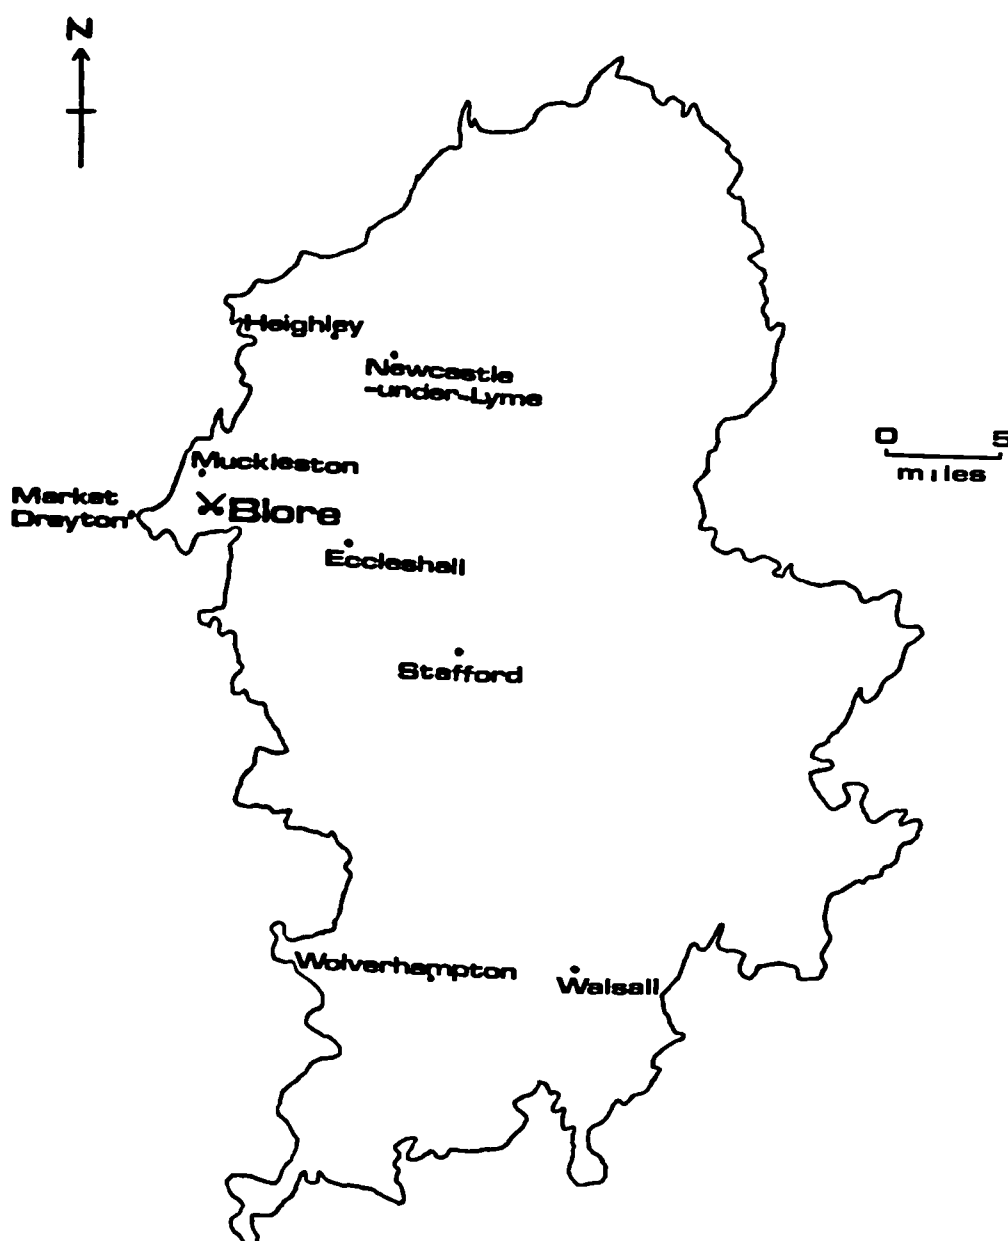 N
Heighley
Newcastle
-under-Lyme
0 5
miles
Muckleston
Market
Drayton
Blore
Eccleshall
Stafford
Wolverhampton
Walsall